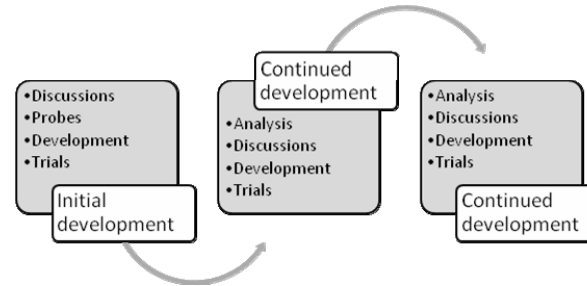 •Discussions
•Probes
•Development
•Trials
Initial
development
Continued
development
•Analysis
•Discussions
•Development
•Trials
•Analysis
•Discussions
•Development
•Trials
Continued
development